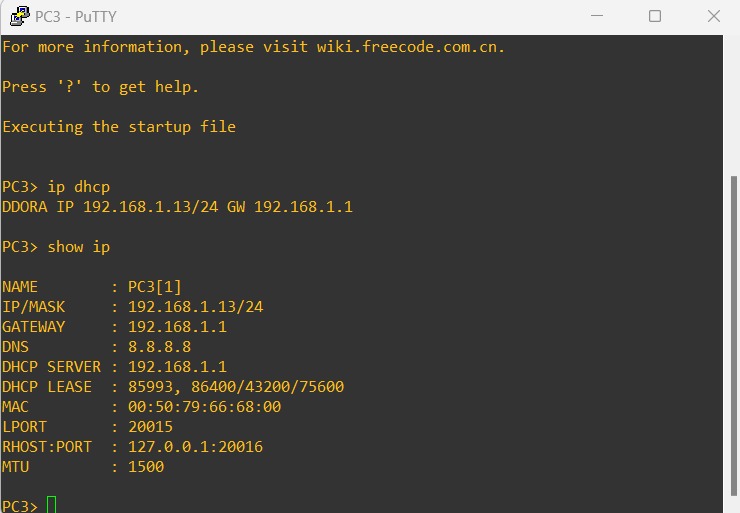 PC3 - PuTTY
For more information, please visit wiki.freecode.com.cn.
Press '?' to get help.
Executing the startup file
PC3> ip dhcp
DDORA IP 192.168.1.13/24 GW 192.168.1.1
PC3> show ip
NAME        : PC3[1]
IP/MASK     : 192.168.1.13/24
GATEWAY     : 192.168.1.1
DNS         : 8.8.8.8
DHCP SERVER : 192.168.1.1
DHCP LEASE  : 85993, 86400/43200/75600
MAC         : 00:50:79:66:68:00
LPORT       : 20015
RHOST:PORT  : 127.0.0.1:20016
MTU         : 1500
PC3>